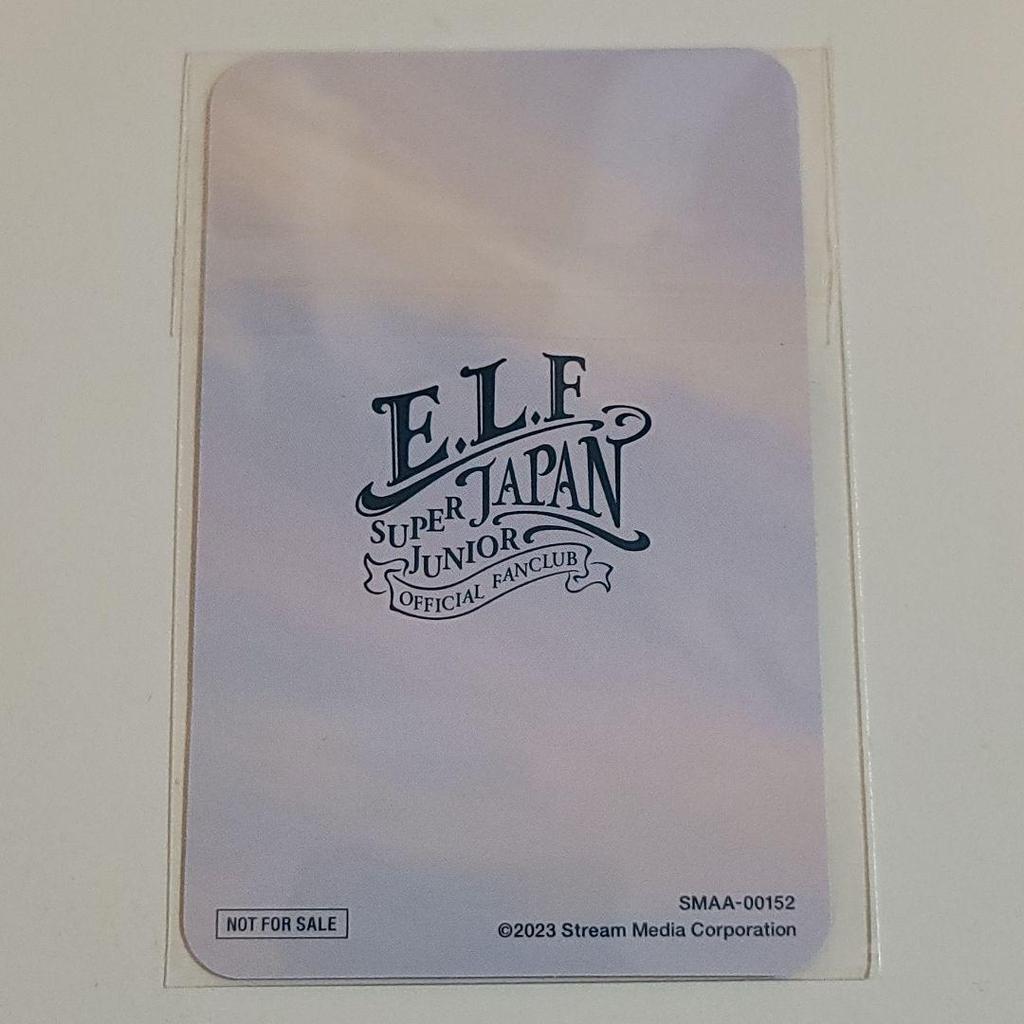 E.L.F
JAPAN
SUPER
JUNIOR
OFFICIAL FANCLUB
SMAA-00152
NOT FOR SALE
©2023 Stream Media Corporation